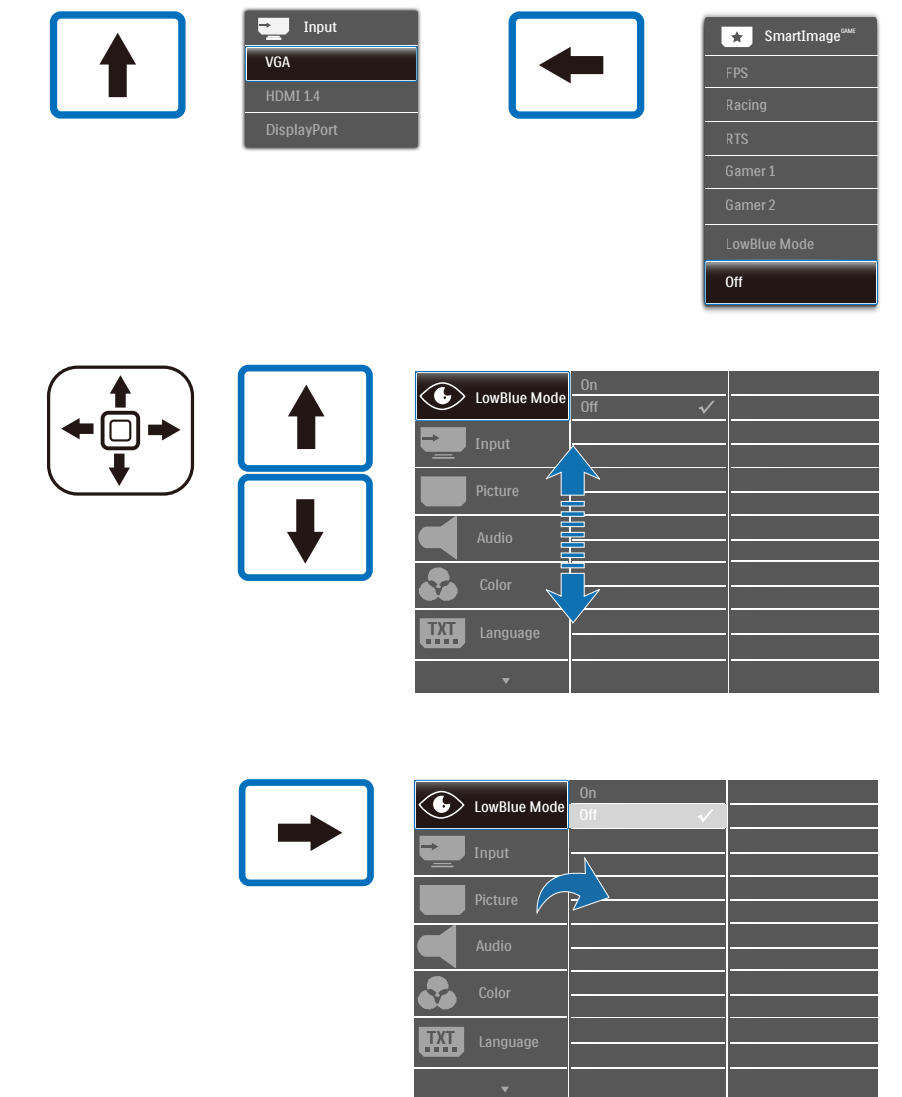 Input
VGA
HDMI 1.4
DisplayPort
SmartImage GAME
FPS
Racing
RTS
Gamer 1
Gamer 2
LowBlue Mode
Off
LowBlue Mode
On
Off
Input
Picture
Audio
Color
TXT
Language
LowBlue Mode
On
Off
Input
Picture
Audio
Color
TXT
Language